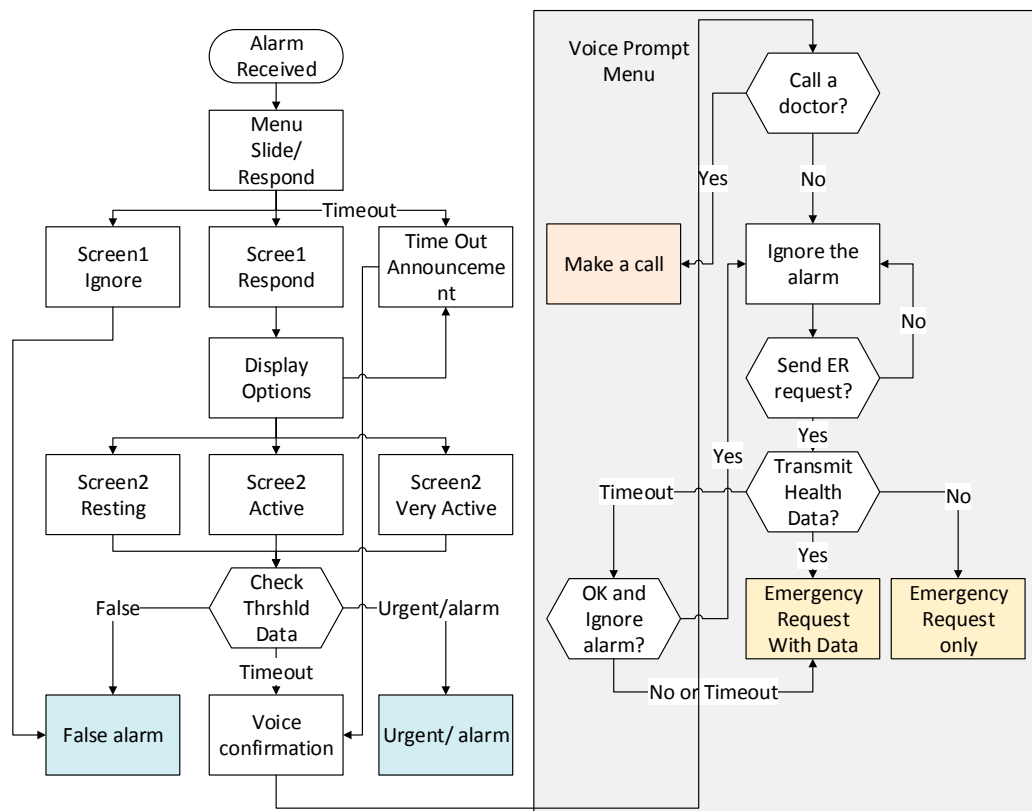 Alarm
Received
Menu
Slide/
Respond
Timeout
Screen1
Ignore
Scree1
Respond
Time Out
Announceme
nt
Display
Options
Screen2
Resting
Scree2
Active
Screen2
Very Active
Check
Thrshld
Data
False
Urgent/alarm
Timeout
False alarm
Voice
confirmation
Urgent/ alarm
Voice Prompt
Menu
Call a
doctor?
Yes
No
Make a call
Ignore the
alarm
No
Send ER
request?
Yes
Yes
Transmit
Health
Data?
Timeout
No
Yes
OK and
Ignore
alarm?
Emergency
Request
With Data
Emergency
Request
only
No or Timeout